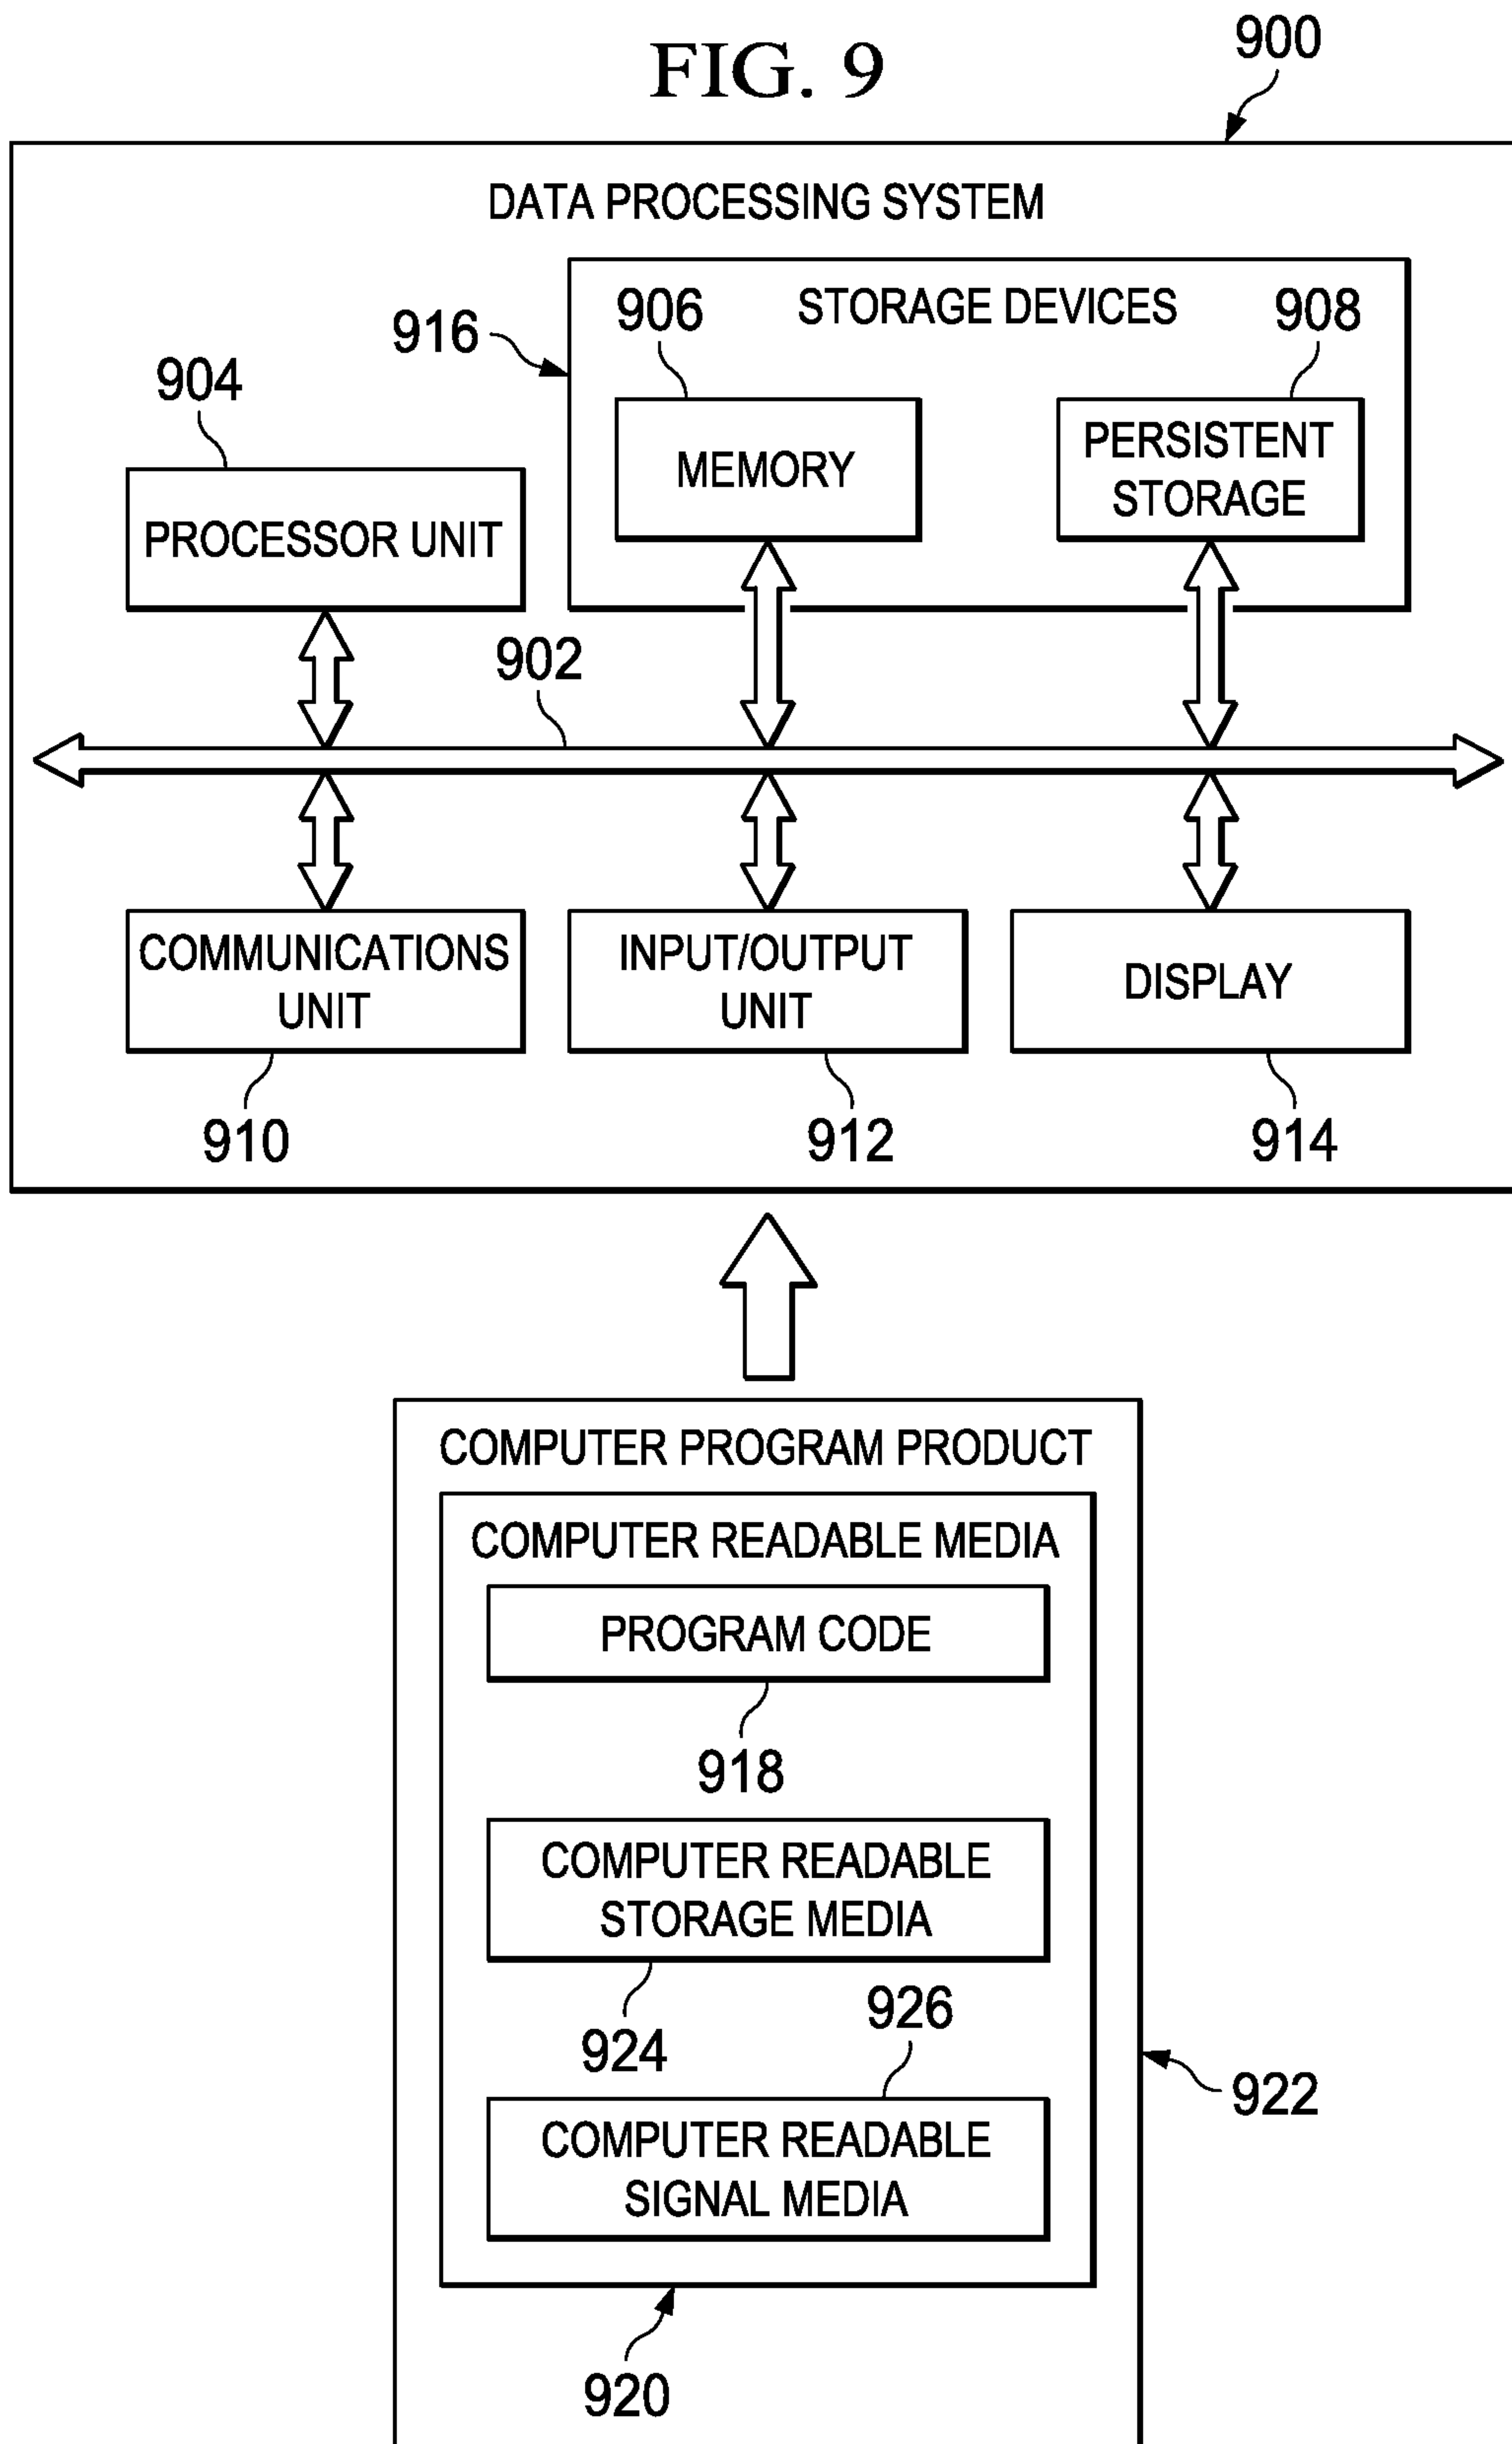 FIG. 9
900
DATA PROCESSING SYSTEM
916
906
STORAGE DEVICES
908
904
MEMORY
PERSISTENT
STORAGE
PROCESSOR UNIT
902
COMMUNICATIONS
UNIT
INPUT/OUTPUT
UNIT
DISPLAY
910
912
914
COMPUTER PROGRAM PRODUCT
COMPUTER READABLE MEDIA
PROGRAM CODE
918
COMPUTER READABLE
STORAGE MEDIA
924
926
COMPUTER READABLE
SIGNAL MEDIA
922
920